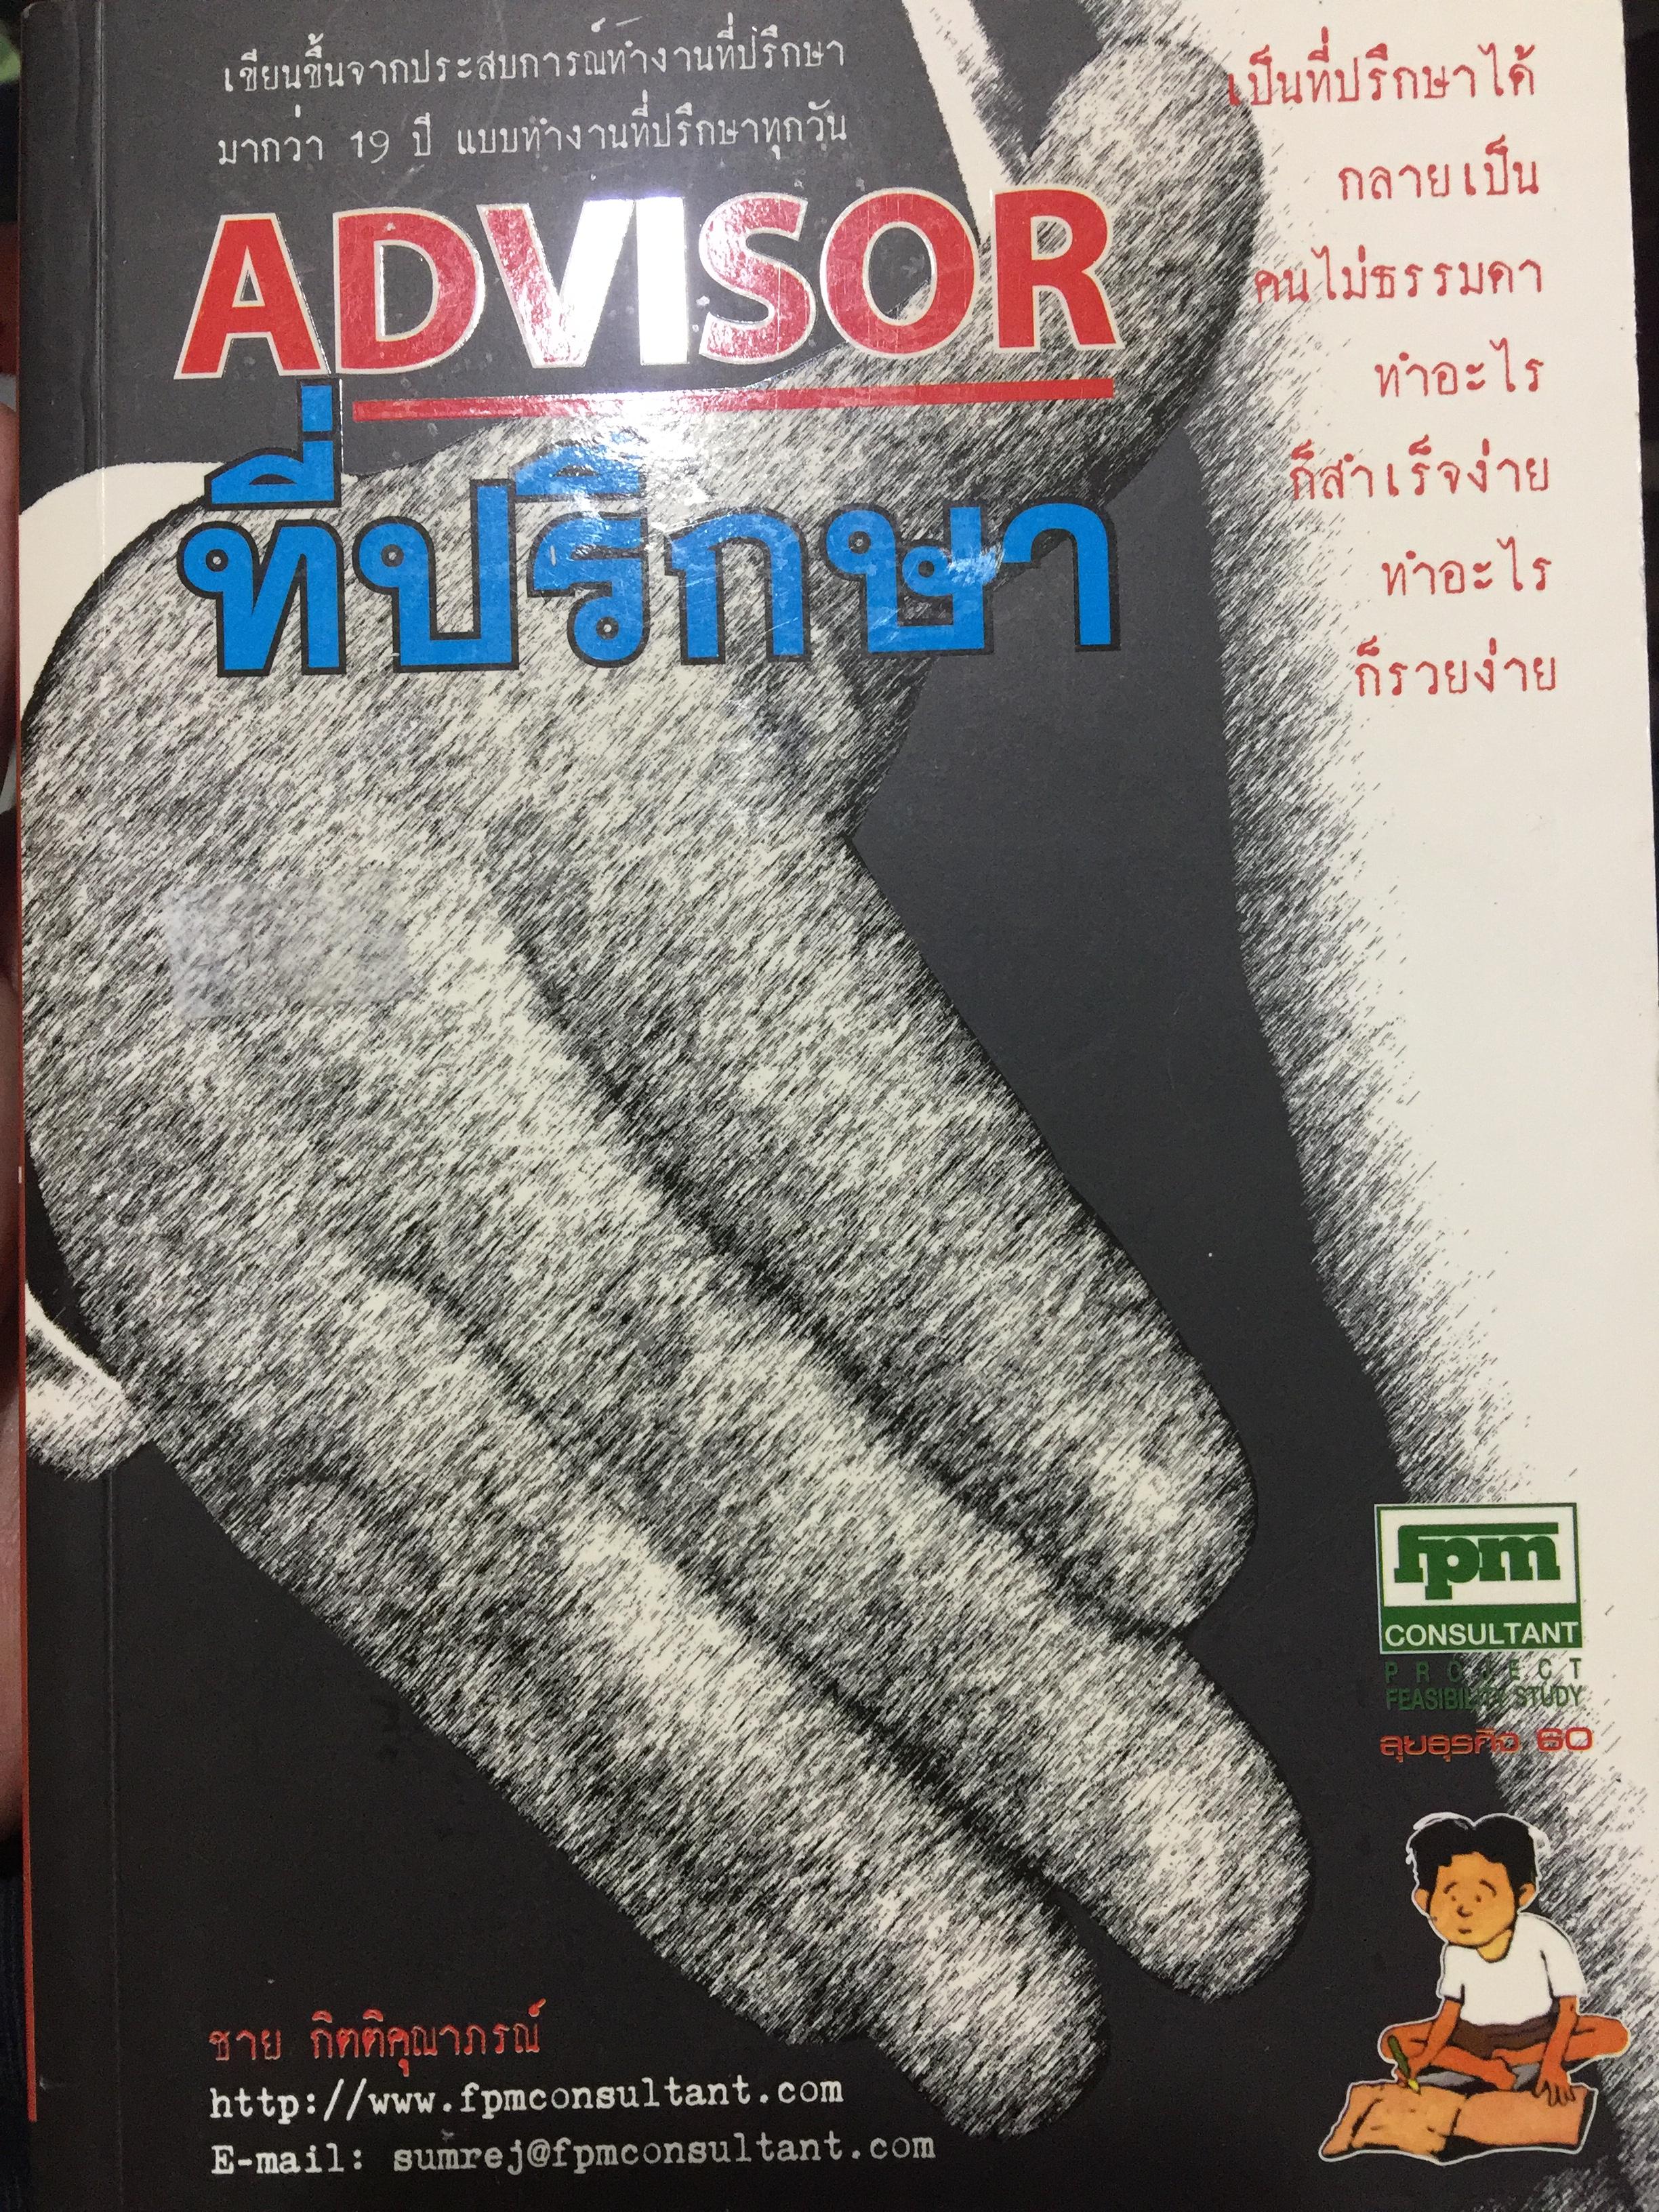 เขียนขึ้นจากประสบการณ์ทำงานที่ปรึกษา
มากว่า 19 ปี แบบทำงานที่ปรึกษาทุกวัน
ADVISOR
ที่ปรึกษา
เป็นที่ปรึกษาได้
กลายเป็น
คนไม่ธรรมดา
ทำอะไร
ก็สำเร็จง่าย
ทำอะไร
ก็รวยง่าย
fpm
CONSULTANT
PROJECT
FEASIBILITY STUDY
ลุยธุรกิจ 60
ชาย กิตติคุณาภรณ์
http://www.fpmconsultant.com
E-mail: sumrej@fpmconsultant.com